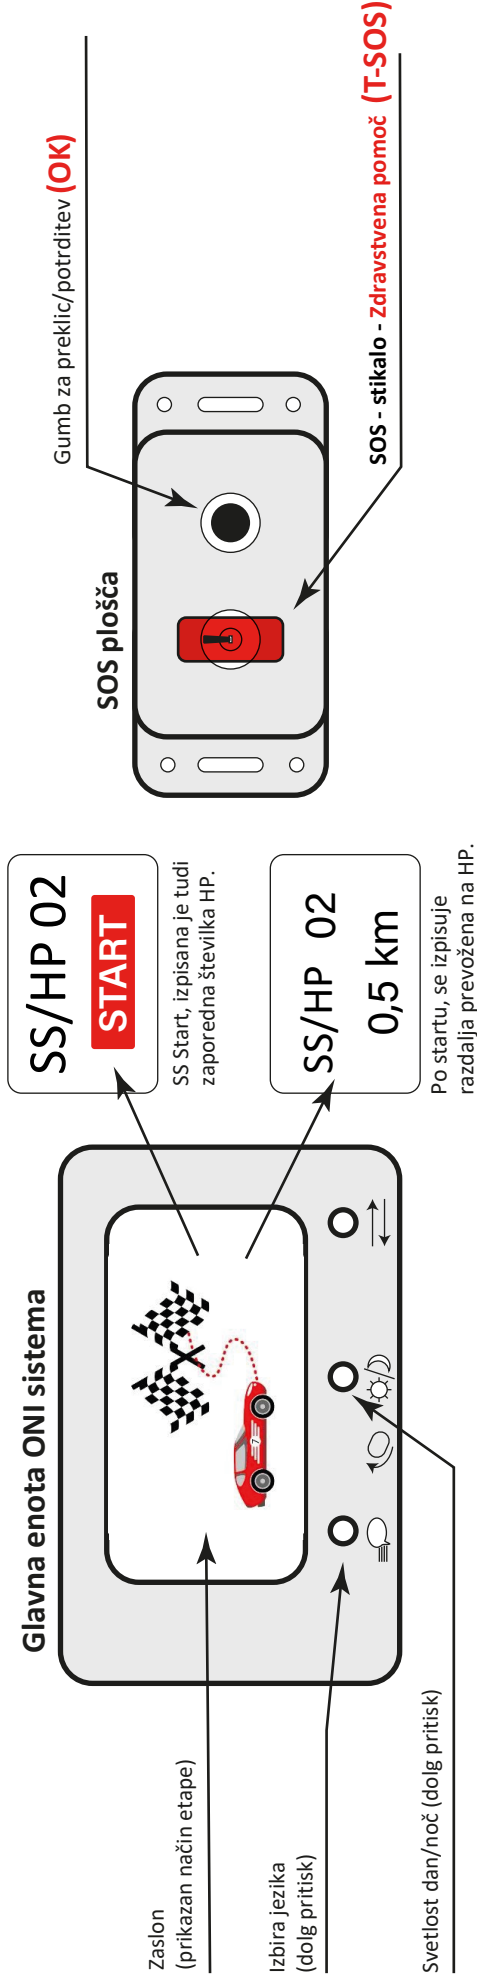 Glavna enota ONI sistema
Zaslon
(prikazan način etape)
Izbira jezika
(dolg pritisk)
Svetlost dan/noč (dolg pritisk)
7
SS/HP 02
START
SS Start, izpisana je tudi
zaporedna številka HP.
SS/HP 02
0,5 km
Po startu, se izpisuje
razdalja prevožena na HP.
SOS plošča
Gumb za preklic/potrditev (OK)
SOS - stikalo - Zdravstvena pomoč (T-SOS)